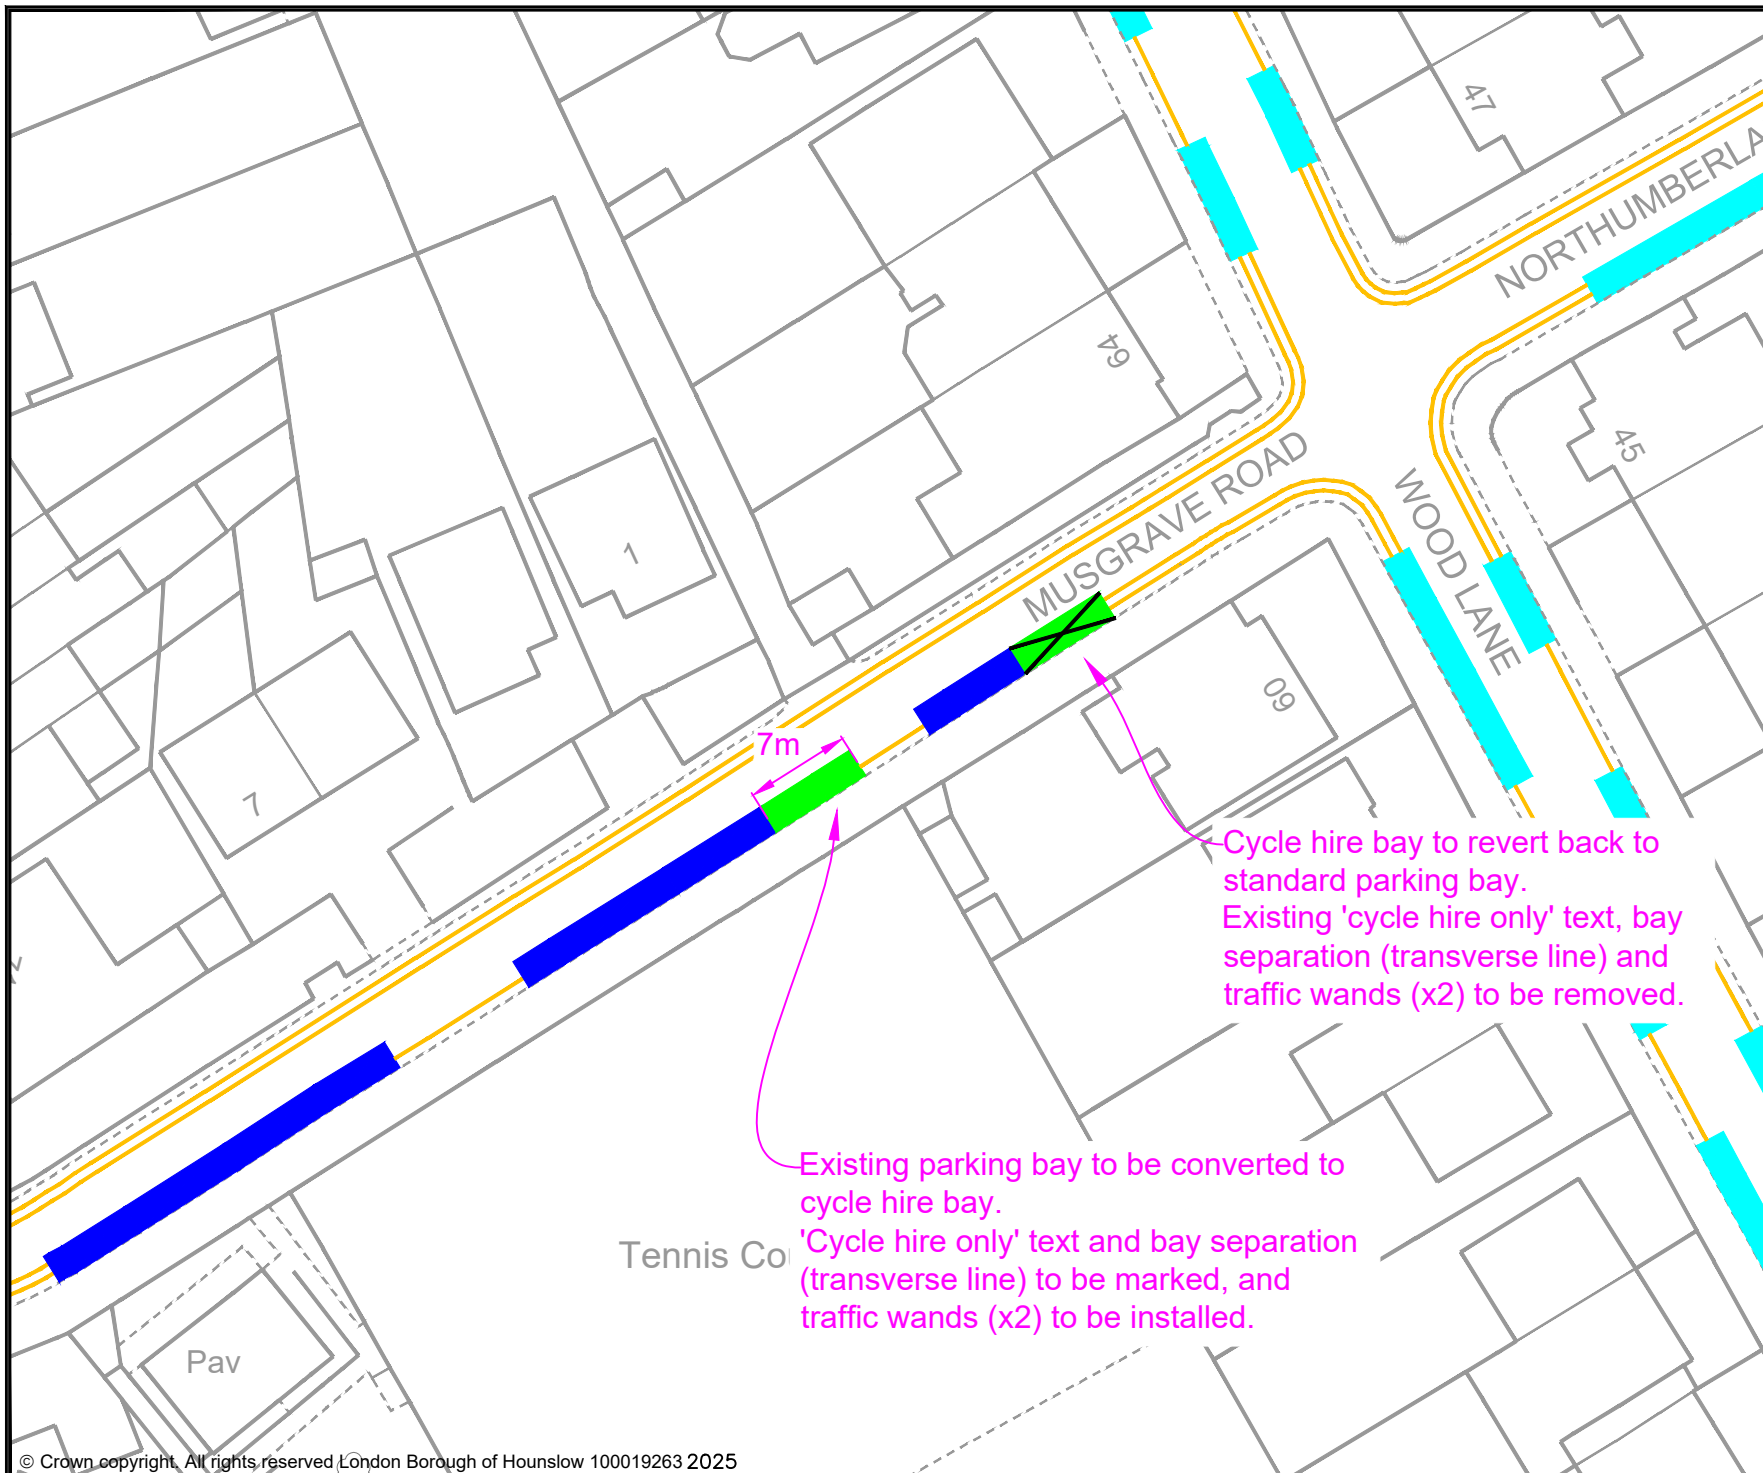 47
NORTHUMBERLA
64
45
MUSGRAVE ROAD
WOOD LANE
1
60
7m
7
Cycle hire bay to revert back to
standard parking bay.
Existing 'cycle hire only' text, bay
separation (transverse line) and
traffic wands (x2) to be removed.
Existing parking bay to be converted to
cycle hire bay.
'Cycle hire only' text and bay separation
(transverse line) to be marked, and
traffic wands (x2) to be installed.
Tennis Cou
Pav
© Crown copyright. All rights reserved London Borough of Hounslow 100019263 2025